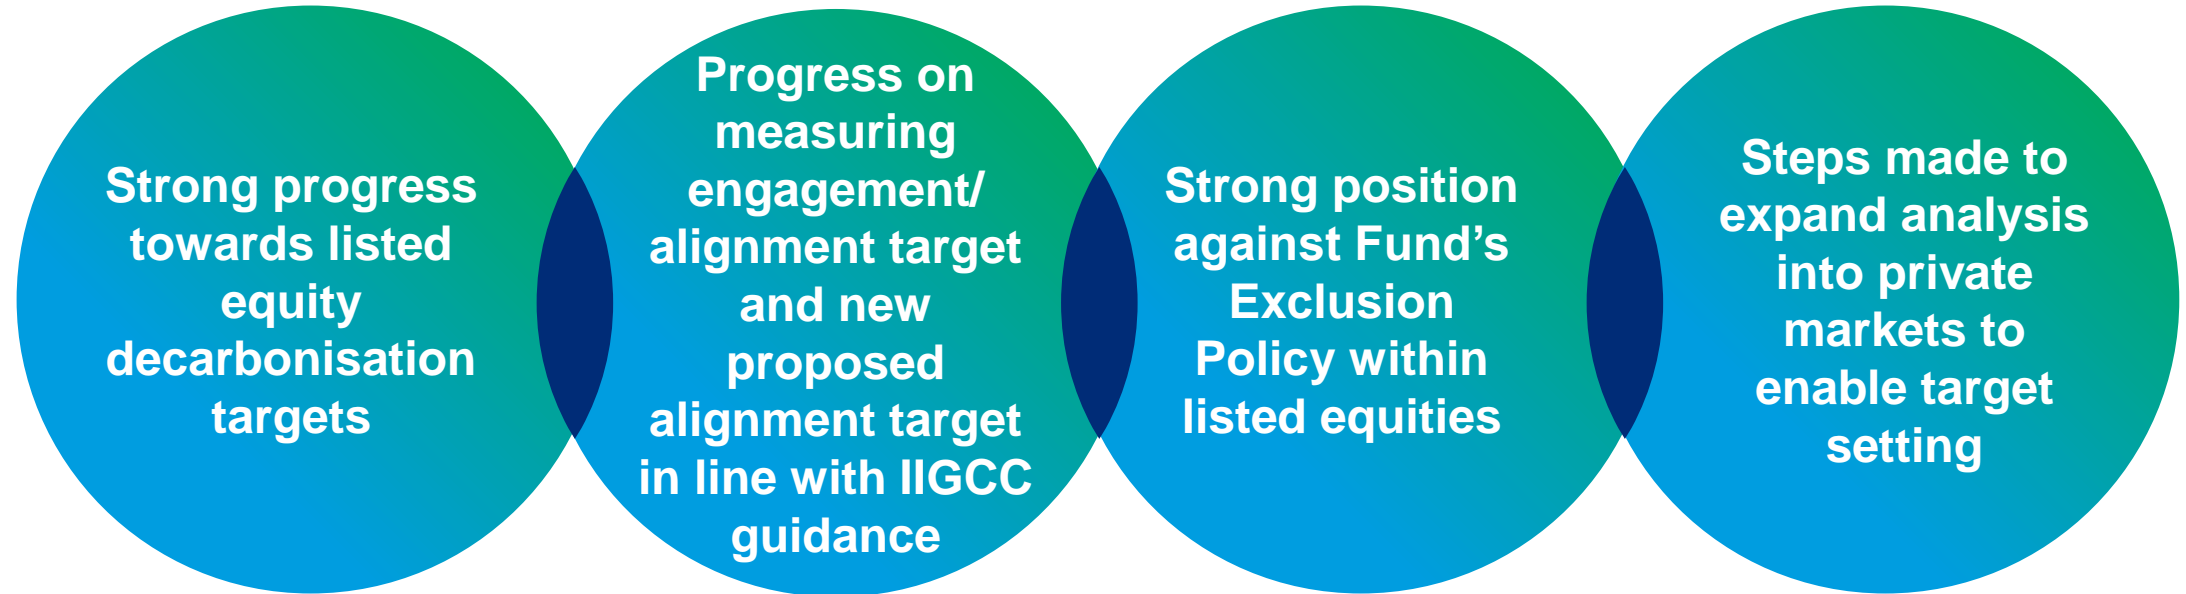 Strong progress
towards listed
equity
decarbonisation
targets
Progress on
measuring
engagement/
alignment target
and new
proposed
alignment target
in line with IIGCC
guidance
Strong position
against Fund’s
Exclusion
Policy within
listed equities
Steps made to
expand analysis
into private
markets to
enable target
setting